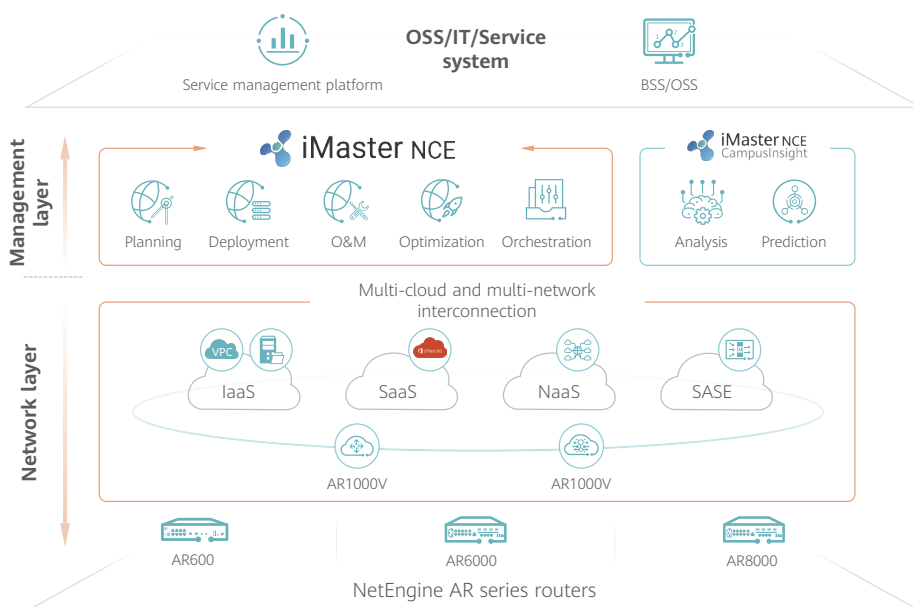 OSS/IT/Service
system
Service management platform
BSS/OSS
Management
layer
iMaster NCE
Planning
Deployment
O&M
Optimization
Orchestration
iMaster NCE
CampusInsight
Analysis
Prediction
Network layer
Multi-cloud and multi-network
interconnection
VPC
Office 365
IaaS
SaaS
NaaS
SASE
AR1000V
AR1000V
AR600
AR6000
AR8000
NetEngine AR series routers